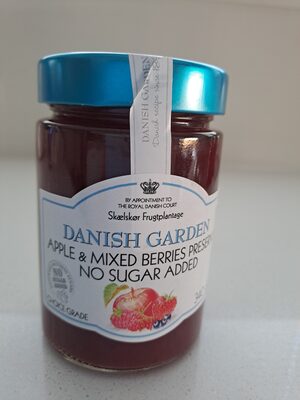 DANISH GARDEN
BY APPOINTMENT TO
THE ROYAL DANISH COURT
Skælskør Frugtplantage
DANISH GARDEN
APPLE & MIXED BERRIES
NO SUGAR ADDED
GRADE